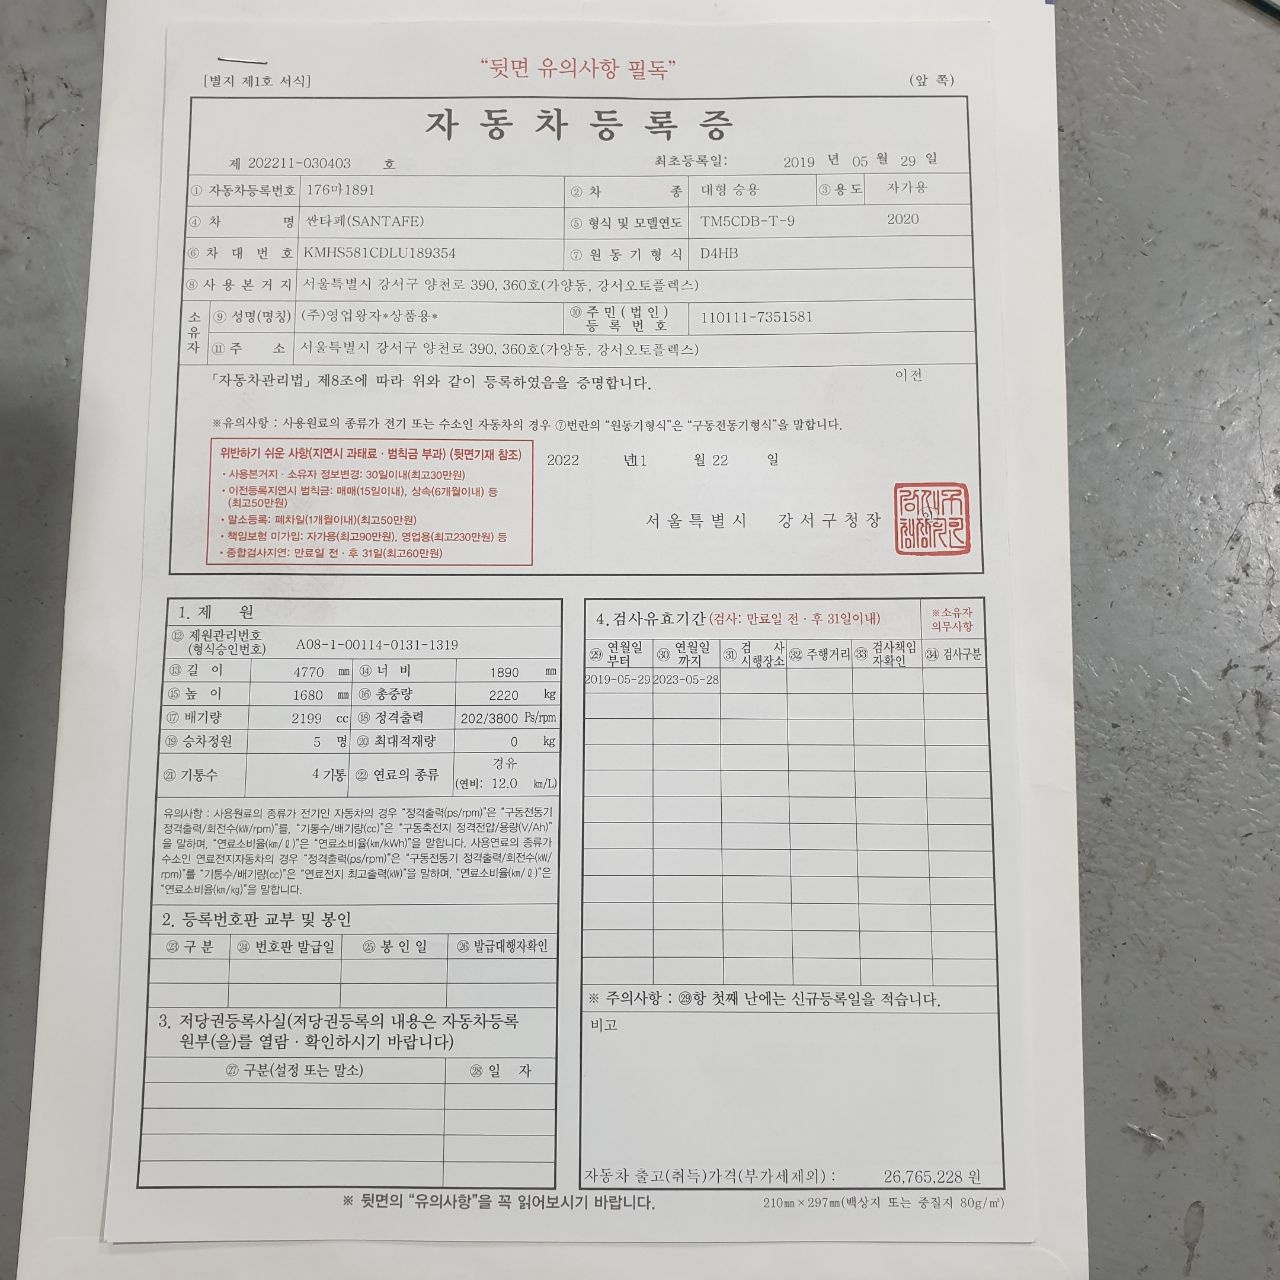 "뒷면 유의사항 필독"
[별지 제1호 서식]
(앞 쪽)
자 동 차 등 록 증
제 202211-030403 호
최초등록일: 2019 년 05 월 29 일
① 자동차등록번호 176마1891 ② 차 종 대형 승용 ③ 용 도 자가용
④ 차 명 싼타페(SANTAFE) ⑤ 형식 및 모델연도 TM5CDB-T-9 2020
⑥ 차 대 번 호 KMHS581CDLU189354 ⑦ 원 동 기 형 식 D4HB
⑧ 사 용 본 거 지 서울특별시 강서구 양천로 390, 360호(가양동, 강서오토플렉스)
소유자 ⑨ 성명(명칭) (주)영업왕자*상품용* ⑩ 주 민 ( 법 인 ) 등 록 번 호 110111-7351581
⑪ 주 소 서울특별시 강서구 양천로 390, 360호(가양동, 강서오토플렉스)
「자동차관리법」 제8조에 따라 위와 같이 등록하였음을 증명합니다. 이전
※유의사항 : 사용원료의 종류가 전기 또는 수소인 자동차의 경우 ⑦번란의 "원동기형식"은 "구동전동기형식"을 말합니다.
위반하기 쉬운 사항(지연시 과태료 · 범칙금 부과) (뒷면기재 참조)
· 사용본거지 · 소유자 정보변경: 30일이내(최고30만원)
· 이전등록지연시 범칙금: 매매(15일이내), 상속(6개월이내) 등
(최고50만원)
· 말소등록: 폐차일(1개월이내)(최고50만원)
· 책임보험 미가입: 자가용(최고90만원), 영업용(최고230만원) 등
· 종합검사지연: 만료일 전 · 후 31일(최고60만원)
2022 년 11 월 22 일
서울특별시 강서구청장
1. 제 원
⑫ 제원관리번호 (형식승인번호) A08-1-00114-0131-1319
⑬ 길 이 4770 mm ⑭ 너 비 1890 mm
⑮ 높 이 1680 mm ⑯ 총중량 2220 kg
⑰ 배기량 2199 cc ⑱ 정격출력 202/3800 Ps/rpm
⑲ 승차정원 5 명 ⑳ 최대적재량 0 kg
㉑ 기통수 4 기통 ㉒ 연료의 종류 경유
(연비: 12.0 km/L)
유의사항 : 사용원료의 종류가 전기인 자동차의 경우 "정격출력(ps/rpm)"은 "구동전동기
정격출력/회전수(kW/rpm)"를, "기통수/배기량(cc)"은 "구동축전지 정격전압/용량(V/Ah)"
을 말하며, "연료소비율(km/ℓ)"은 "연료소비율(km/kWh)"을 말합니다. 사용연료의 종류가
수소인 연료전지자동차의 경우 "정격출력(ps/rpm)"은 "구동전동기 정격출력/회전수(kW/
rpm)"를 "기통수/배기량(cc)"은 "연료전지 최고출력(kW)"을 말하며, "연료소비율(km/ℓ)"은
"연료소비율(km/kg)"을 말합니다.
2. 등록번호판 교부 및 봉인
㉓ 구 분 ㉔ 번호판 발급일 ㉕ 봉 인 일 ㉖ 발급대행자확인
3. 저당권등록사실(저당권등록의 내용은 자동차등록
원부(을)를 열람 · 확인하시기 바랍니다)
㉗ 구분(설정 또는 말소) ㉘ 일 자
4. 검사유효기간 (검사: 만료일 전 · 후 31일이내) ※소유자 의무사항
㉙ 연월일 부터 ㉚ 연월일 까지 ㉛ 검 사 시행장소 ㉜ 주행거리 ㉝ 검사책임 자확인 ㉞ 검사구분
2019-05-29 2023-05-28
※ 주의사항 : ㉙항 첫째 난에는 신규등록일을 적습니다.
비고
자동차 출고(취득)가격(부가세제외) : 26,765,228 원
※ 뒷면의 "유의사항"을 꼭 읽어보시기 바랍니다.
210mm×297mm(백상지 또는 중질지 80g/㎡)